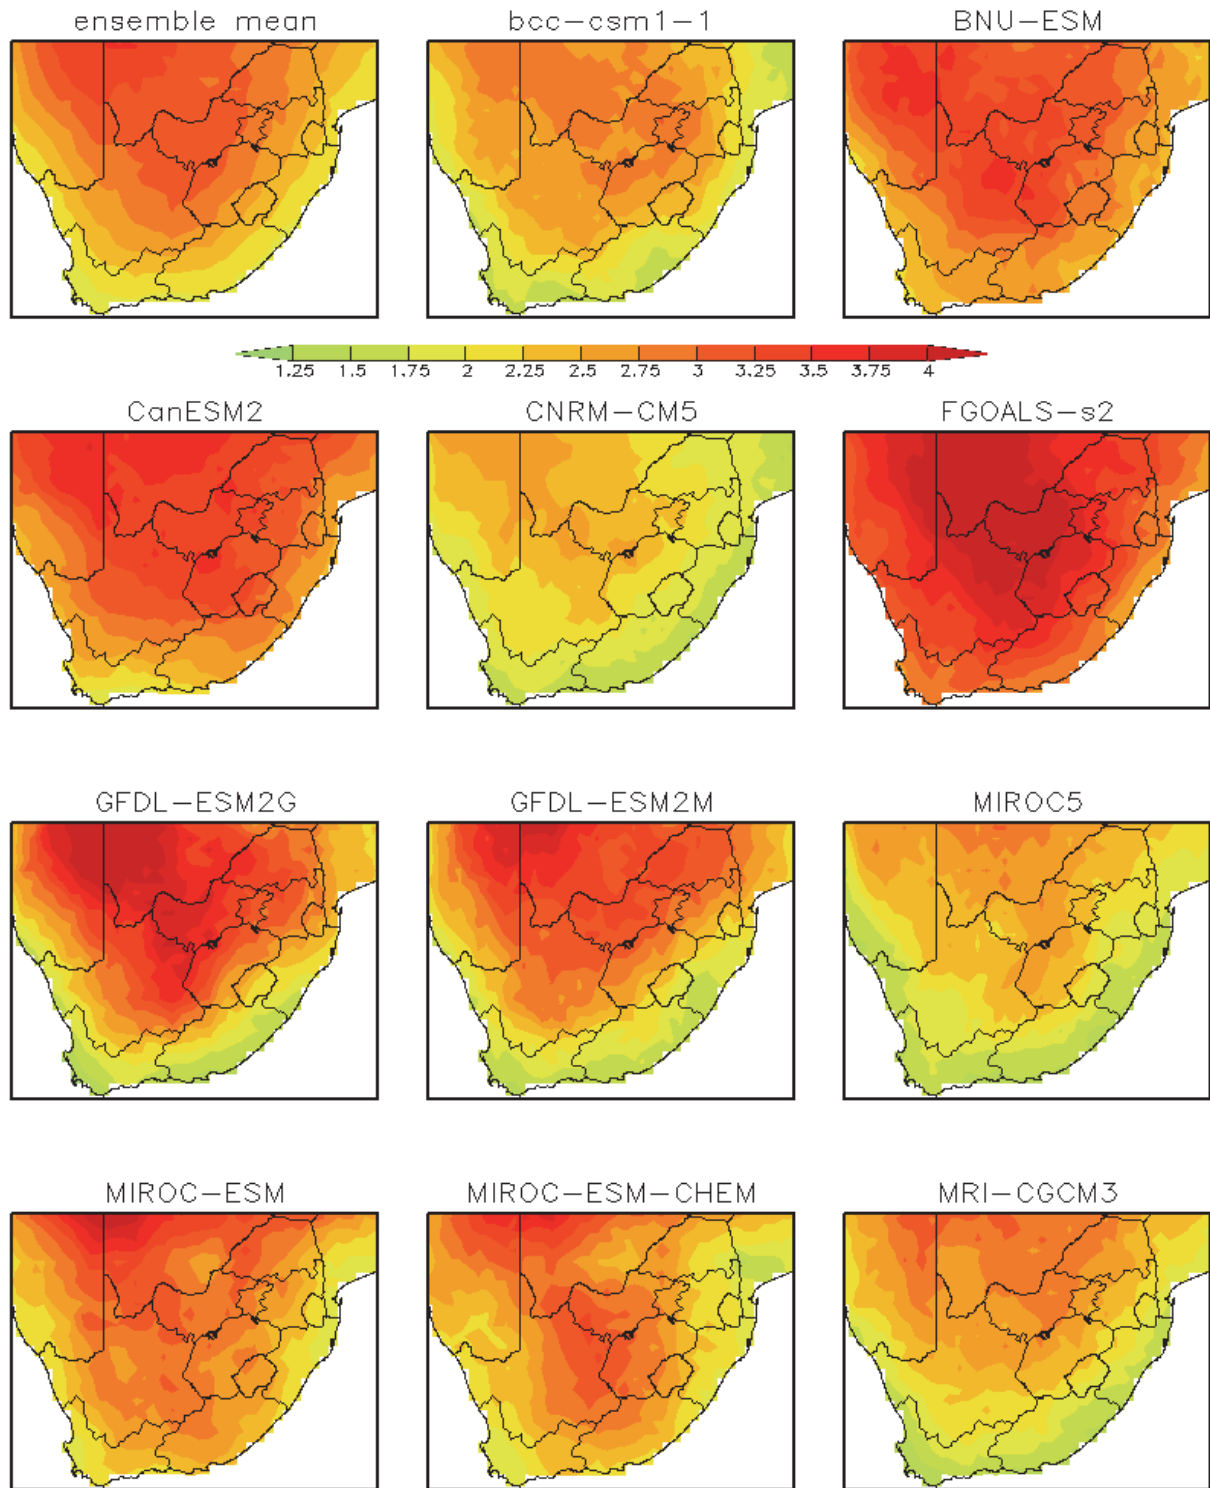 ensemble mean bcc-csm1-1 BNU-ESM
1.25 1.5 1.75 2 2.25 2.5 2.75 3 3.25 3.5 3.75 4
CanESM2 CNRM-CM5 FGOALS-s2
GFDL-ESM2G GFDL-ESM2M MIROC5
MIROC-ESM MIROC-ESM-CHEM MRI-CGCM3